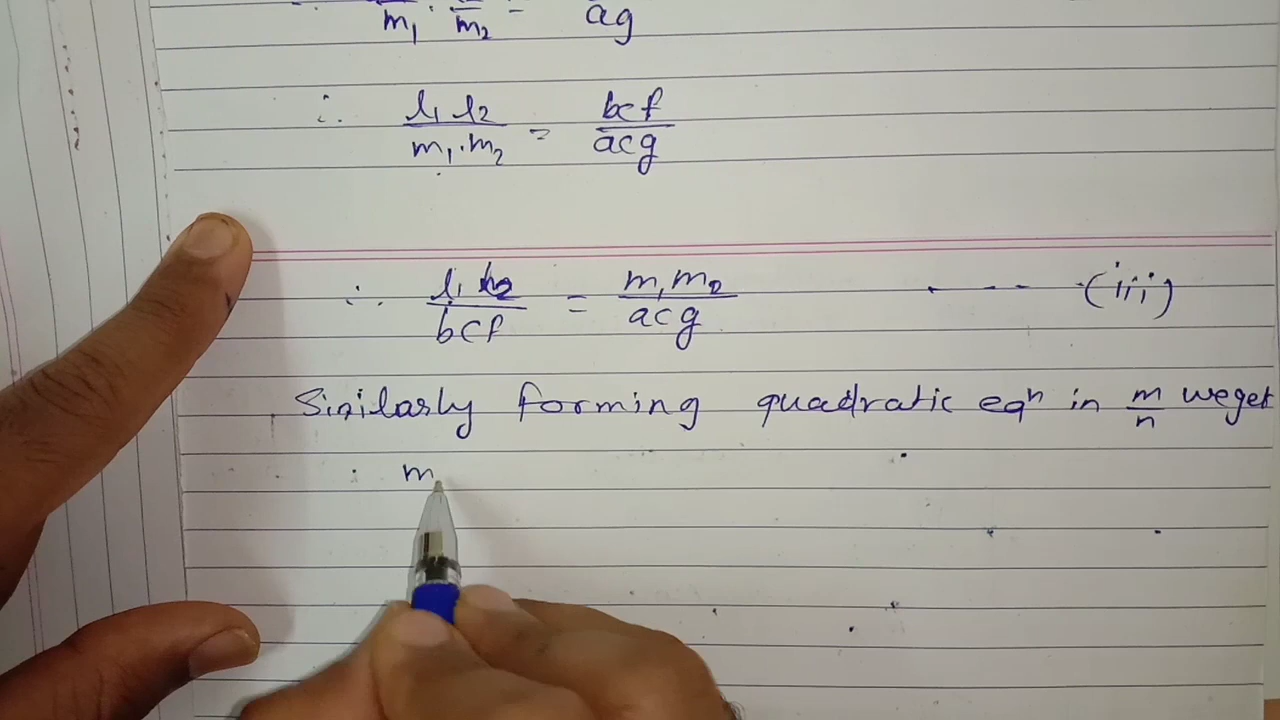 m₁ . m₂ = ag
∴ l₁ l₂ / m₁ . m₂ = bcf / acg
∴ l₁ l₂ / bcf = m₁ m₂ / acg ---- (iii)
Similarly forming quadratic eqⁿ in m/n we get
m